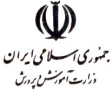 جمهوری اسلامی ایران
وزارت آموزش و پرورش